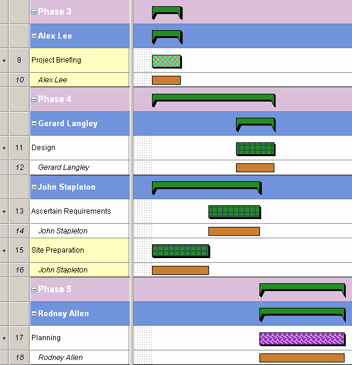 Phase 3
Alex Lee
9 Project Briefing
10 Alex Lee
Phase 4
Gerard Langley
11 Design
12 Gerard Langley
John Stapleton
13 Ascertain Requirements
14 John Stapleton
15 Site Preparation
16 John Stapleton
Phase 5
Rodney Allen
17 Planning
18 Rodney Allen